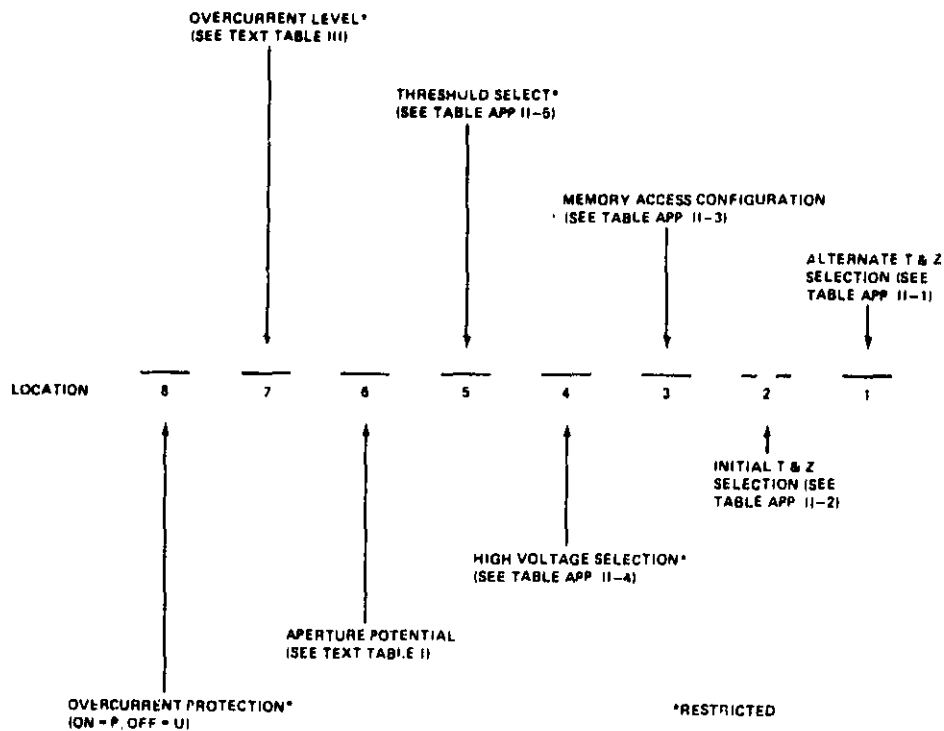 OVERCURRENT LEVEL*
(SEE TEXT TABLE III)
THRESHOLD SELECT*
(SEE TABLE APP II-5)
MEMORY ACCESS CONFIGURATION
(SEE TABLE APP II-3)
ALTERNATE T & Z
SELECTION (SEE
TABLE APP II-1)
LOCATION 8 7 6 5 4 3 2 1
INITIAL T & Z
SELECTION (SEE
TABLE APP II-2)
HIGH VOLTAGE SELECTION*
(SEE TABLE APP II-4)
APERTURE POTENTIAL
(SEE TEXT TABLE I)
OVERCURRENT PROTECTION*
(ON = P, OFF = U)
*RESTRICTED